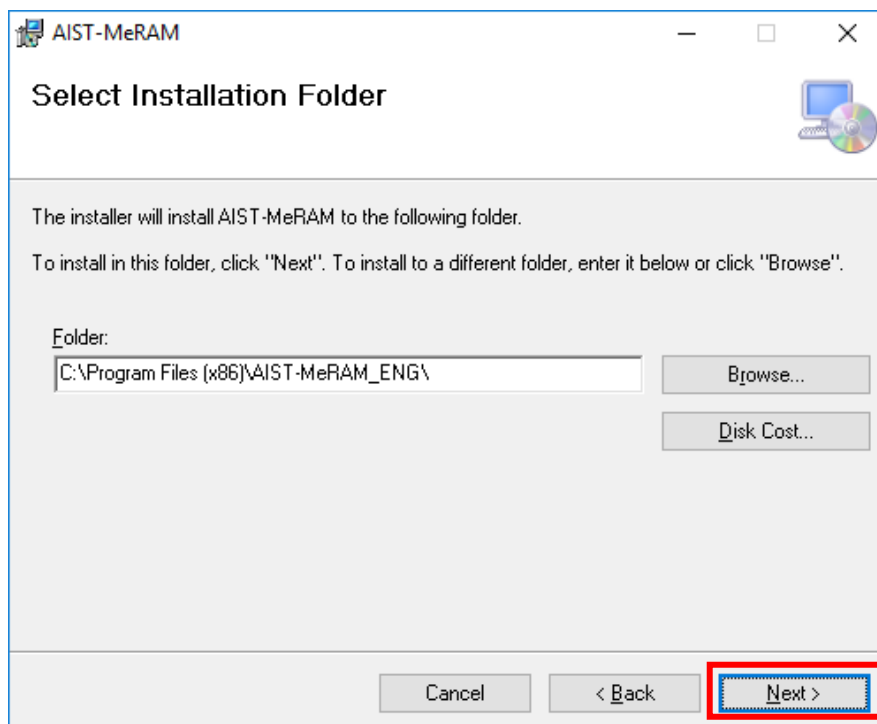 AIST-MeRAM
Select Installation Folder
The installer will install AIST-MeRAM to the following folder.
To install in this folder, click "Next". To install to a different folder, enter it below or click "Browse".
Folder:
C:\Program Files (x86)\AIST-MeRAM_ENG\
Browse...
Disk Cost...
Cancel
< Back
Next >